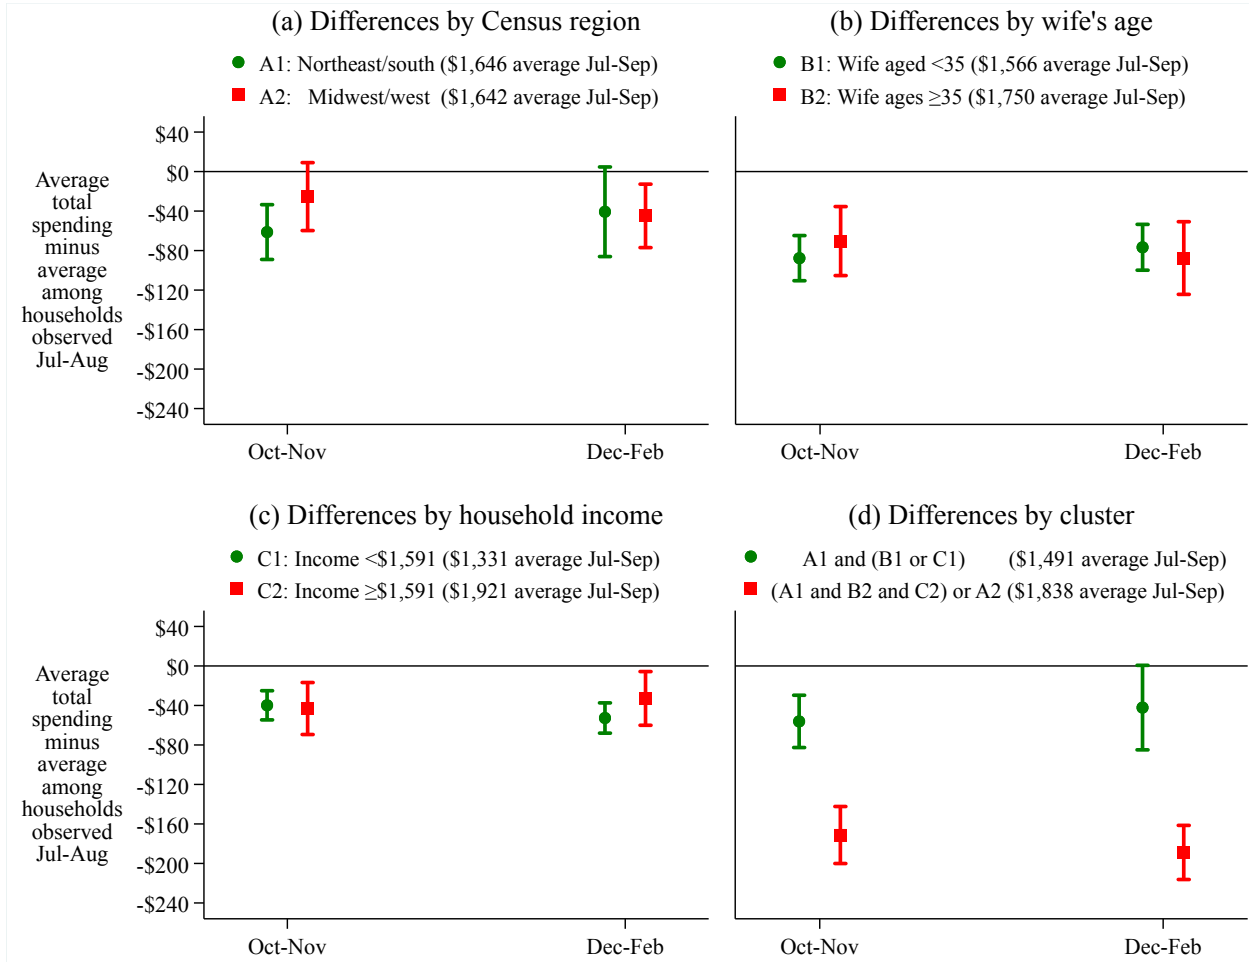 (a) Differences by Census region
A1: Northeast/south ($1,646 average Jul-Sep)
A2: Midwest/west ($1,642 average Jul-Sep)
$40
$0
-$40
-$80
-$120
-$160
-$200
-$240
Average
total
spending
minus
average
among
households
observed
Jul-Aug
Oct-Nov
Dec-Feb
(b) Differences by wife's age
B1: Wife aged <35 ($1,566 average Jul-Sep)
B2: Wife ages ≥35 ($1,750 average Jul-Sep)
Oct-Nov
Dec-Feb
(c) Differences by household income
C1: Income <$1,591 ($1,331 average Jul-Sep)
C2: Income ≥$1,591 ($1,921 average Jul-Sep)
$40
$0
-$40
-$80
-$120
-$160
-$200
-$240
Average
total
spending
minus
average
among
households
observed
Jul-Aug
Oct-Nov
Dec-Feb
(d) Differences by cluster
A1 and (B1 or C1) ($1,491 average Jul-Sep)
(A1 and B2 and C2) or A2 ($1,838 average Jul-Sep)
Oct-Nov
Dec-Feb